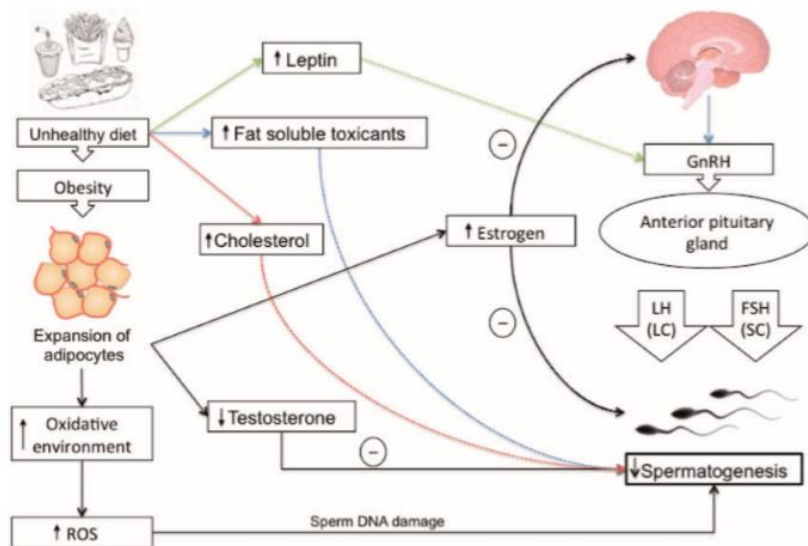 ↑ Leptin
Unhealthy diet
↑ Fat soluble toxicants
GnRH
Obesity
↑ Cholesterol
↑ Estrogen
Anterior pituitary
gland
Expansion of
adipocytes
LH
(LC)
FSH
(SC)
↓ Testosterone
↑ Oxidative
environment
↓ Spermatogenesis
↑ ROS
Sperm DNA damage
−
−
−